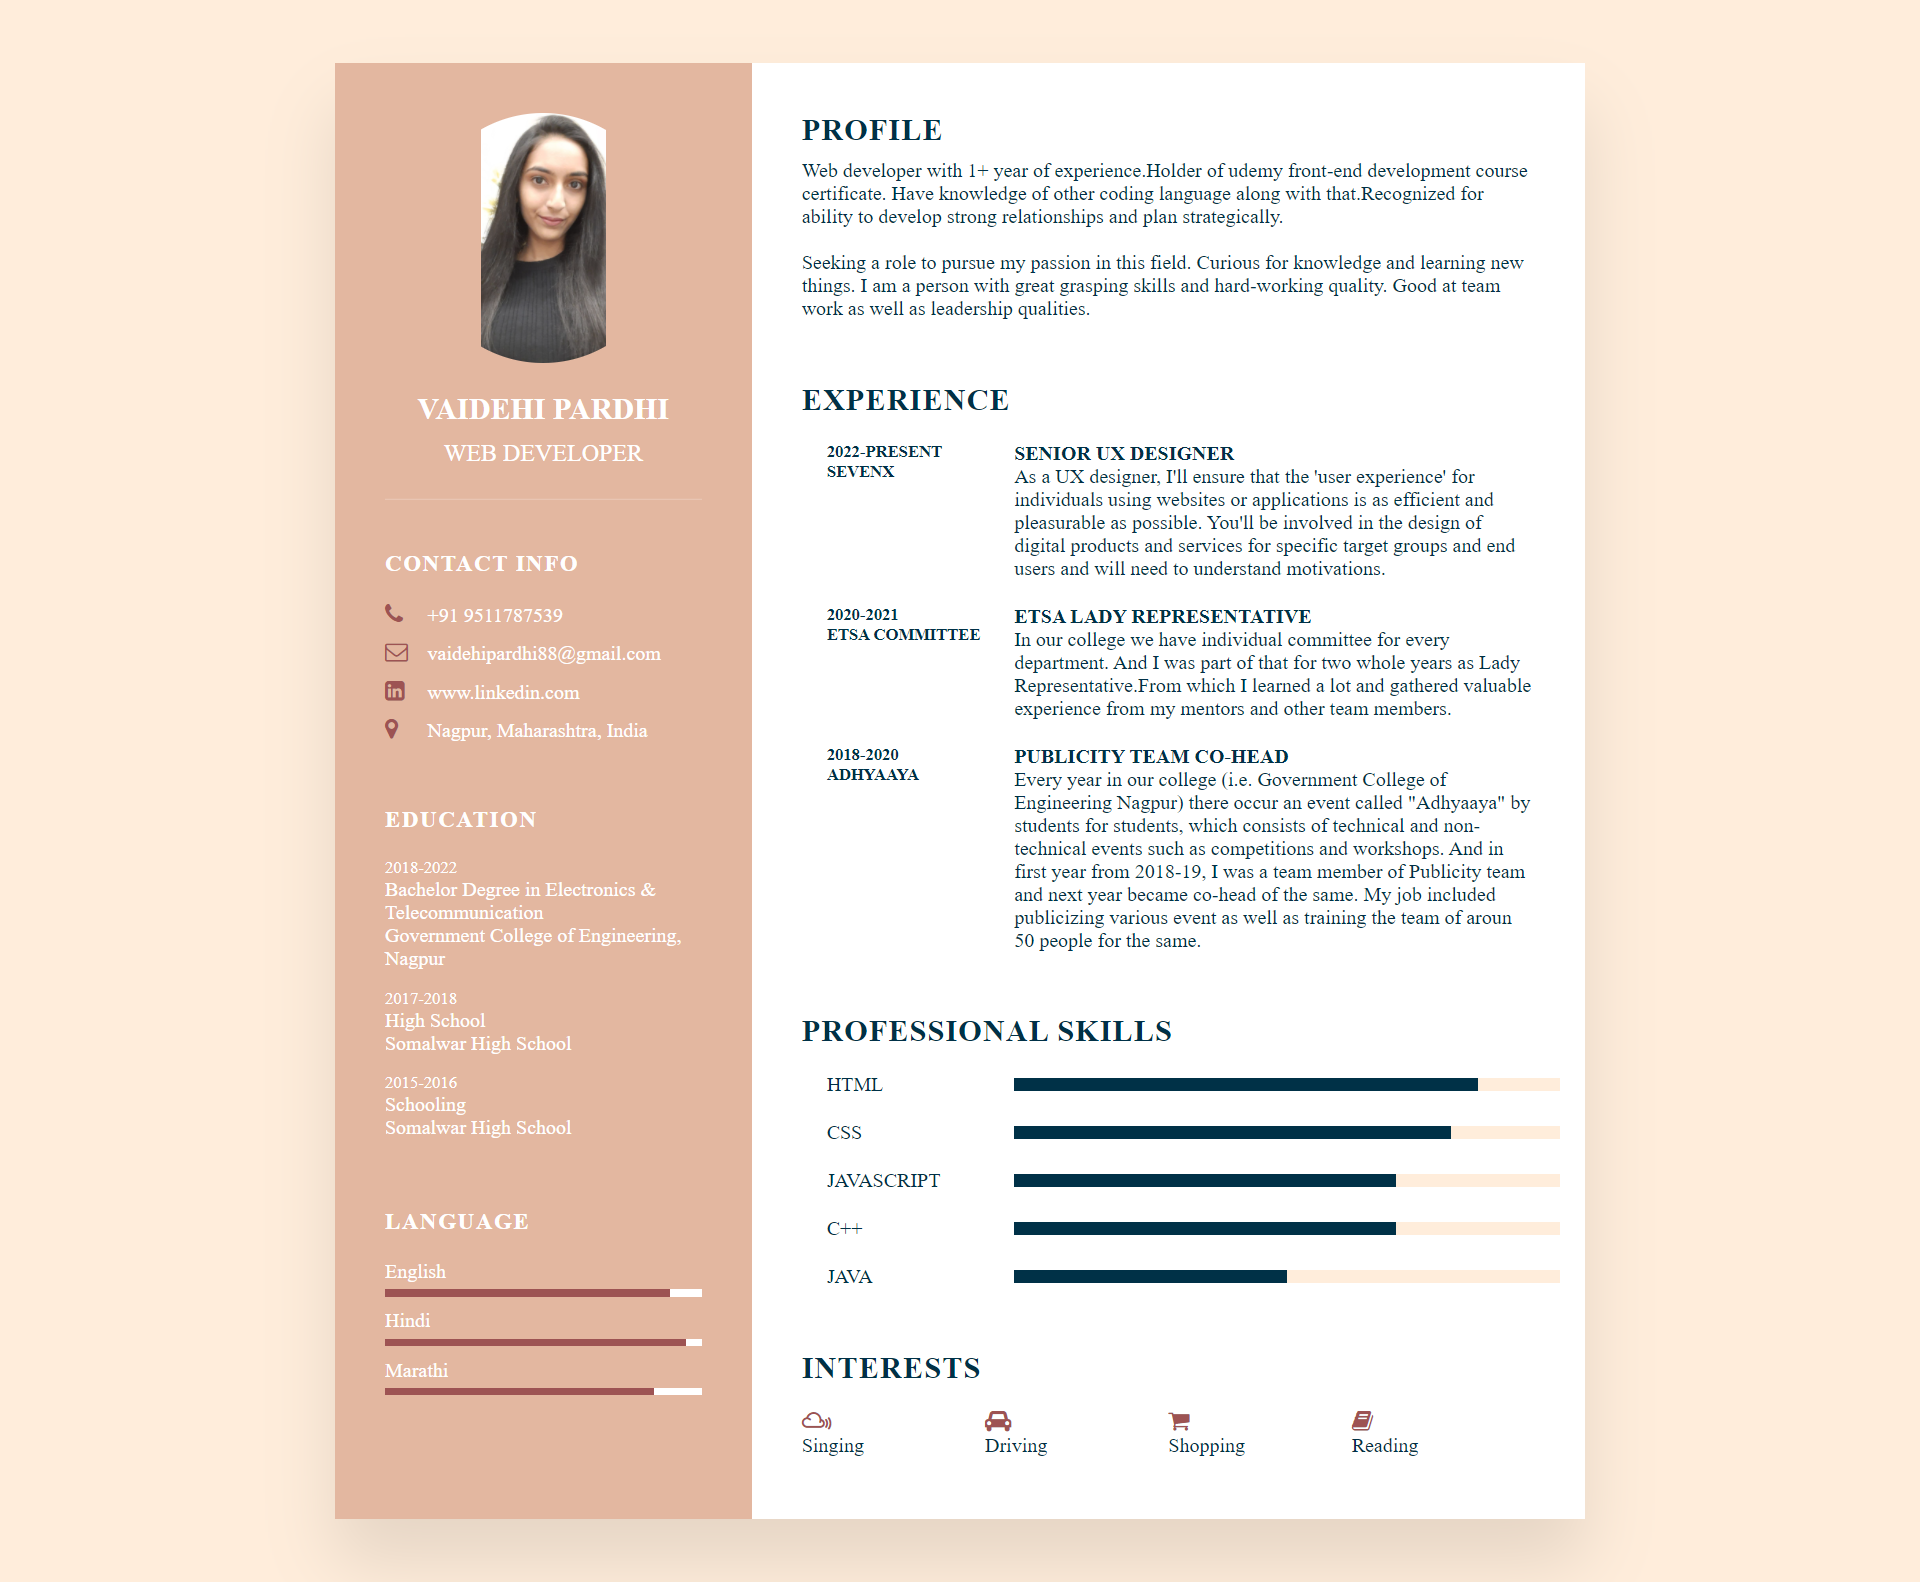 VAIDEHI PARDHI
WEB DEVELOPER
CONTACT INFO
+91 9511787539
vaidehipardhi88@gmail.com
www.linkedin.com
Nagpur, Maharashtra, India
EDUCATION
2018-2022
Bachelor Degree in Electronics &
Telecommunication
Government College of Engineering,
Nagpur
2017-2018
High School
Somalwar High School
2015-2016
Schooling
Somalwar High School
LANGUAGE
English
Hindi
Marathi
PROFILE
Web developer with 1+ year of experience.Holder of udemy front-end development course
certificate. Have knowledge of other coding language along with that.Recognized for
ability to develop strong relationships and plan strategically.
Seeking a role to pursue my passion in this field. Curious for knowledge and learning new
things. I am a person with great grasping skills and hard-working quality. Good at team
work as well as leadership qualities.
EXPERIENCE
2022-PRESENT
SEVENX
SENIOR UX DESIGNER
As a UX designer, I'll ensure that the 'user experience' for
individuals using websites or applications is as efficient and
pleasurable as possible. You'll be involved in the design of
digital products and services for specific target groups and end
users and will need to understand motivations.
2020-2021
ETSA COMMITTEE
ETSA LADY REPRESENTATIVE
In our college we have individual committee for every
department. And I was part of that for two whole years as Lady
Representative.From which I learned a lot and gathered valuable
experience from my mentors and other team members.
2018-2020
ADHYAAYA
PUBLICITY TEAM CO-HEAD
Every year in our college (i.e. Government College of
Engineering Nagpur) there occur an event called "Adhyaaya" by
students for students, which consists of technical and non-
technical events such as competitions and workshops. And in
first year from 2018-19, I was a team member of Publicity team
and next year became co-head of the same. My job included
publicizing various event as well as training the team of aroun
50 people for the same.
PROFESSIONAL SKILLS
HTML
CSS
JAVASCRIPT
C++
JAVA
INTERESTS
Singing
Driving
Shopping
Reading